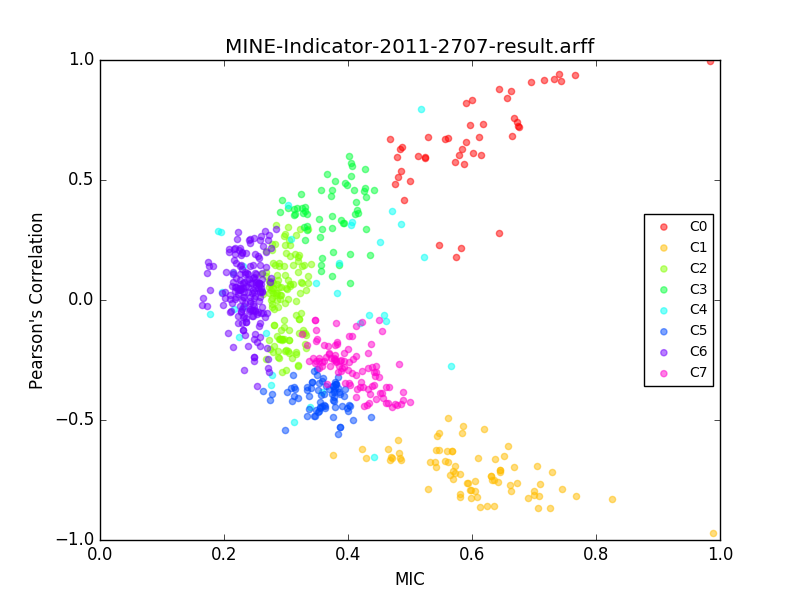 MINE-Indicator-2011-2707-result.arff
1.0
0.5
0.0
−0.5
−1.0
Pearson's Correlation
C0
C1
C2
C3
C4
C5
C6
C7
0.0 0.2 0.4 0.6 0.8 1.0
MIC